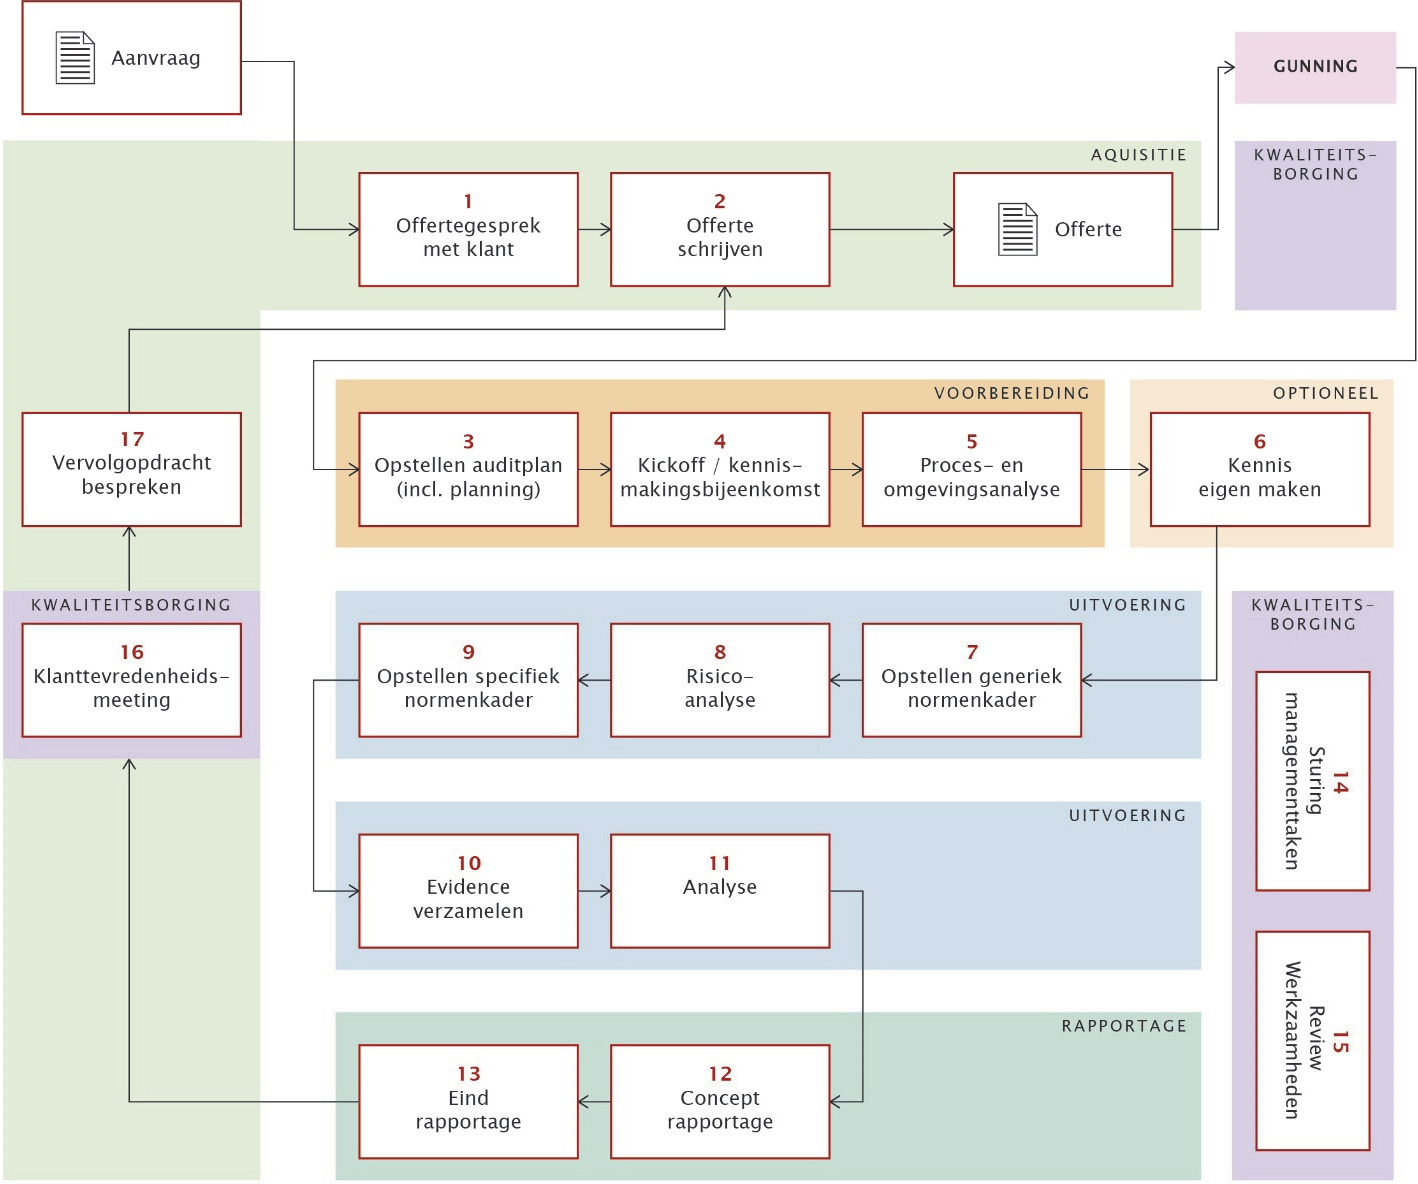 Aanvraag
GUNNING
AQUISITIE
KWALITEITS-
BORGING
1
Offertegesprek
met klant
2
Offerte
schrijven
Offerte
VOORBEREIDING
OPTIONEEL
17
Vervolgopdracht
bespreken
3
Opstellen auditplan
(incl. planning)
4
Kickoff / kennis-
makingsbijeenkomst
5
Proces- en
omgevingsanalyse
6
Kennis
eigen maken
KWALITEITSBORGING
16
Klanttevredenheids-
meeting
UITVOERING
9
Opstellen specifiek
normenkader
8
Risico-
analyse
7
Opstellen generiek
normenkader
KWALITEITS-
BORGING
14
Sturing
managementtaken
15
Review
Werkzaamheden
UITVOERING
10
Evidence
verzamelen
11
Analyse
RAPPORTAGE
13
Eind
rapportage
12
Concept
rapportage